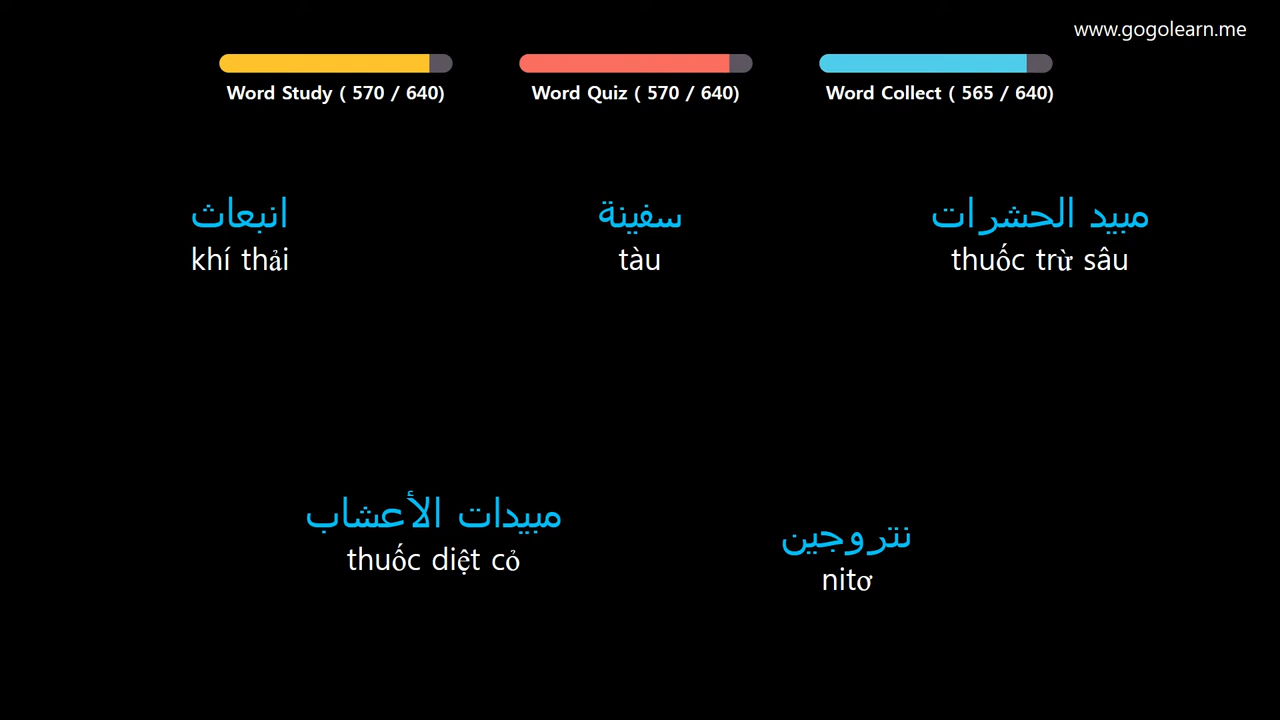 www.gogolearn.me
Word Study ( 570 / 640)
Word Quiz ( 570 / 640)
Word Collect ( 565 / 640)
انبعاث
khí thải
سفينة
tàu
مبيد الحشرات
thuốc trừ sâu
مبيدات الأعشاب
thuốc diệt cỏ
نتروجين
nitơ